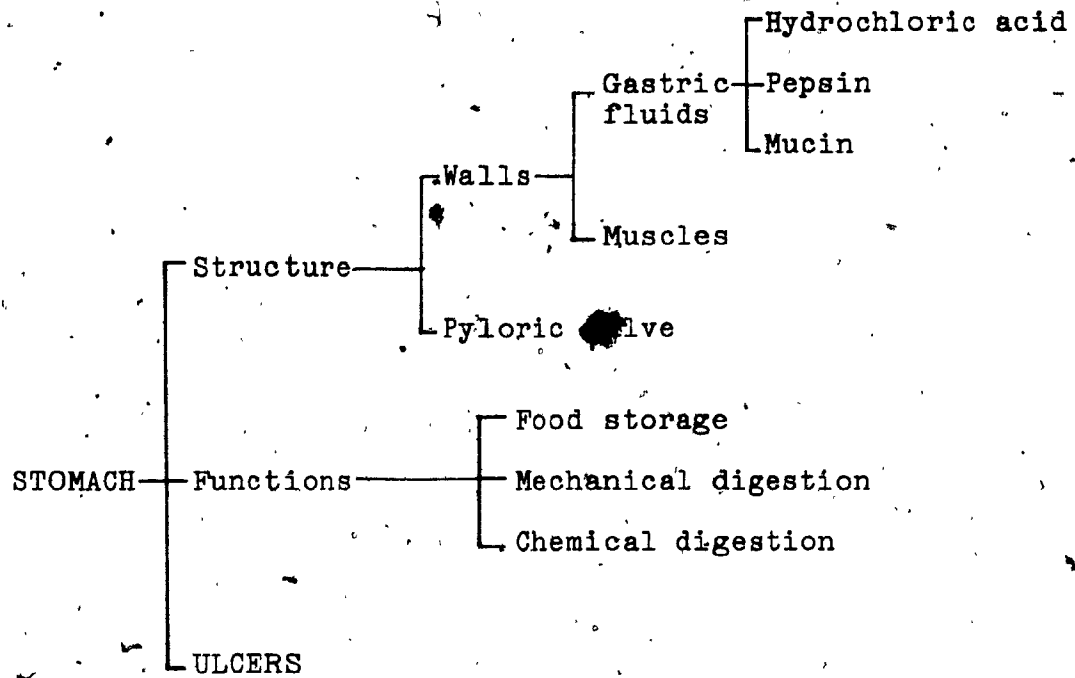 Hydrochloric acid
Gastric
fluids
Pepsin
Mucin
Walls
Muscles
Structure
Pyloric
Food storage
STOMACH
Functions
Mechanical digestion
Chemical digestion
ULCERS